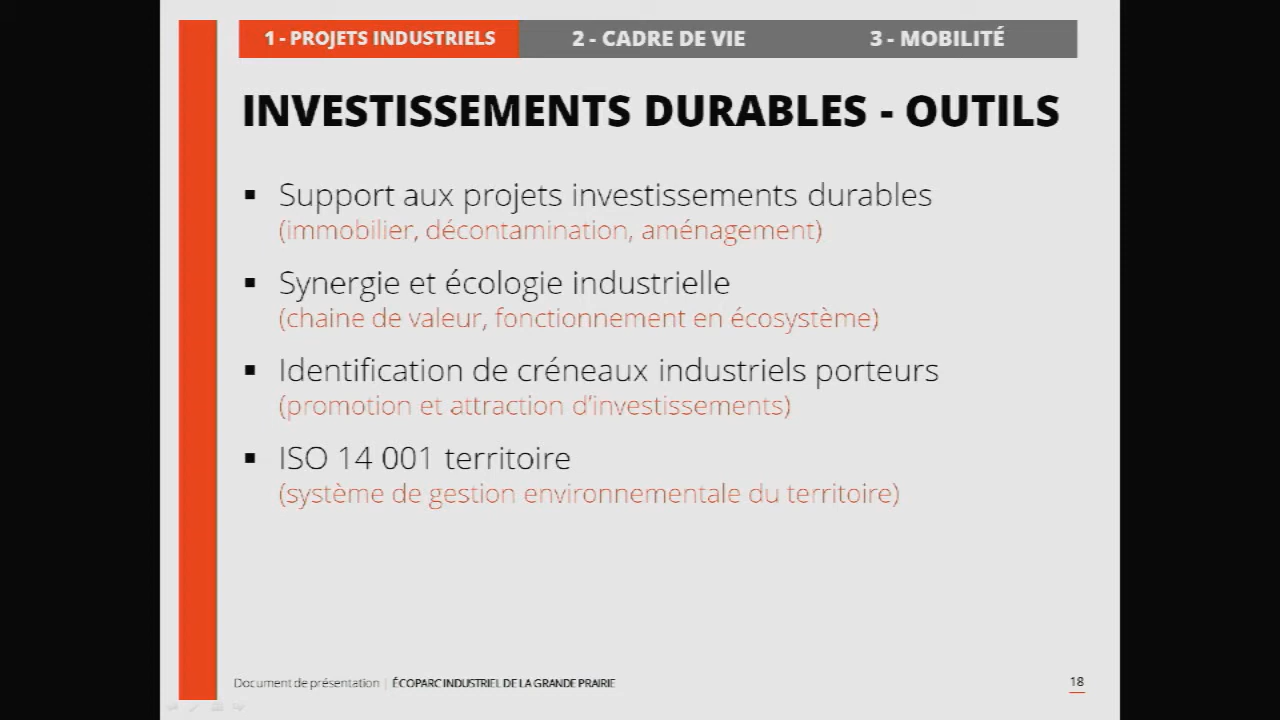 1 - PROJETS INDUSTRIELS 2 - CADRE DE VIE 3 - MOBILITÉ
INVESTISSEMENTS DURABLES - OUTILS
▪ Support aux projets investissements durables
(immobilier, décontamination, aménagement)
▪ Synergie et écologie industrielle
(chaine de valeur, fonctionnement en écosystème)
▪ Identification de créneaux industriels porteurs
(promotion et attraction d'investissements)
▪ ISO 14 001 territoire
(système de gestion environnementale du territoire)
Document de présentation | ÉCOPARC INDUSTRIEL DE LA GRANDE PRAIRIE 18